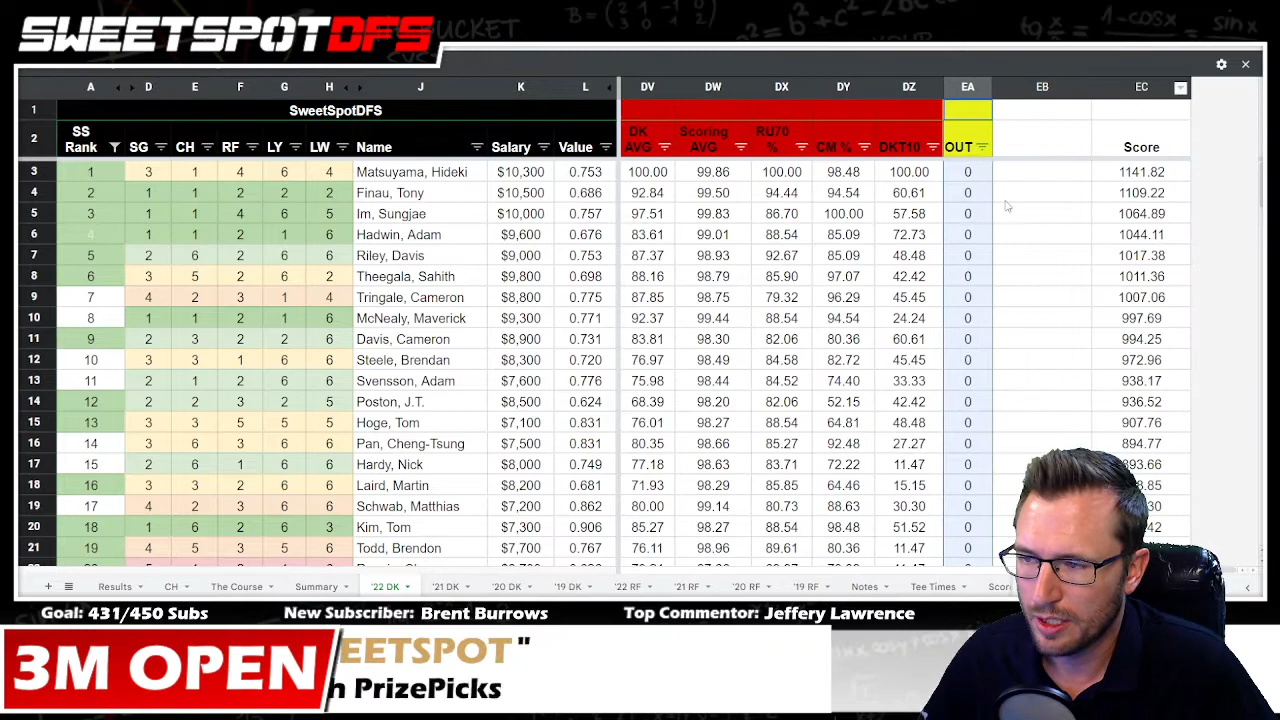 SWEETSPOTDFS
A D E F G H J K L DV DW DX DY DZ EA EB EC
1 SweetSpotDFS
2 SS Rank SG CH RF LY LW Name Salary Value DK AVG Scoring AVG RU70 % CM % DKT10 OUT Score
3 1 3 1 4 6 4 Matsuyama, Hideki $10,300 0.753 100.00 99.86 100.00 98.48 100.00 0 1141.82
4 2 1 1 2 2 2 Finau, Tony $10,500 0.686 92.84 99.50 94.44 94.54 60.61 0 1109.22
5 3 1 1 4 6 5 Im, Sungjae $10,000 0.757 97.51 99.83 86.70 100.00 57.58 0 1064.89
6 4 1 1 2 1 6 Hadwin, Adam $9,600 0.676 83.61 99.01 88.54 85.09 72.73 0 1044.11
7 5 2 6 2 6 6 Riley, Davis $9,000 0.753 87.37 98.93 92.67 85.09 48.48 0 1017.38
8 6 3 5 2 6 2 Theegala, Sahith $9,800 0.698 88.16 98.79 85.90 97.07 42.42 0 1011.36
9 7 4 2 3 1 4 Tringale, Cameron $8,800 0.775 87.85 98.75 79.32 96.29 45.45 0 1007.06
10 8 1 1 2 1 6 McNealy, Maverick $9,300 0.771 92.37 99.44 88.54 94.54 24.24 0 997.69
11 9 2 3 2 2 6 Davis, Cameron $8,900 0.731 83.81 98.30 82.06 80.36 60.61 0 994.25
12 10 3 3 1 6 6 Steele, Brendan $8,300 0.720 76.97 98.49 84.58 82.72 45.45 0 972.96
13 11 2 1 2 6 6 Svensson, Adam $7,600 0.776 75.98 98.44 84.52 74.40 33.33 0 938.17
14 12 2 2 3 2 5 Poston, J.T. $8,500 0.624 68.39 98.20 82.06 52.15 42.42 0 936.52
15 13 3 3 5 5 5 Hoge, Tom $7,100 0.831 76.01 98.27 88.54 64.81 48.48 0 907.76
16 14 3 6 3 6 6 Pan, Cheng-Tsung $7,500 0.831 80.35 98.66 85.27 92.48 27.27 0 894.77
17 15 2 6 1 6 6 Hardy, Nick $8,000 0.749 77.18 98.63 83.71 72.22 11.47 0 893.66
18 16 3 3 2 6 6 Laird, Martin $8,200 0.681 71.93 98.29 85.85 64.46 15.15 0
19 17 4 2 3 6 6 Schwab, Matthias $7,200 0.862 80.00 99.14 80.73 88.63 30.30 0
20 18 1 6 2 6 3 Kim, Tom $7,300 0.906 85.27 98.27 88.54 98.48 51.52 0
21 19 4 5 3 5 6 Todd, Brendon $7,700 0.767 76.11 98.96 89.61 80.36 11.47 0
+ Results CH The Course Summary '22 DK '21 DK '20 DK '19 DK '22 RF '21 RF '20 RF '19 RF Notes Tee Times
Goal: 431/450 Subs New Subscriber: Brent Burrows Top Commentor: Jeffery Lawrence
3M OPEN
EETSPOT"
h PrizePicks